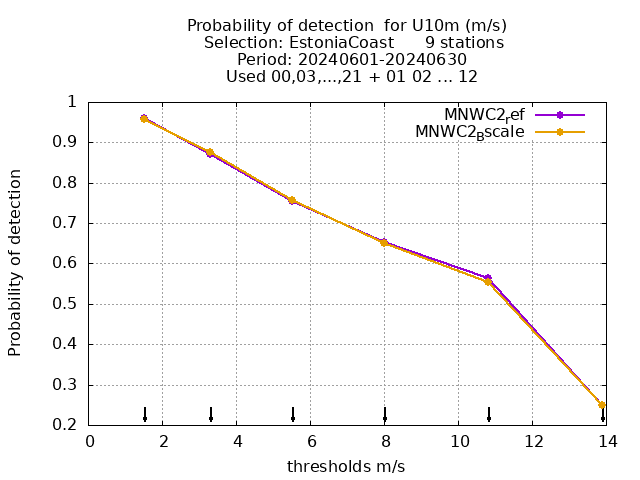 Probability of detection  for U10m (m/s)
Selection: EstoniaCoast      9 stations
Period: 20240601-20240630
Used 00,03,...,21 + 01 02 ... 12
MNWC2ref
MNWC2Bscale
Probability of detection
1
0.9
0.8
0.7
0.6
0.5
0.4
0.3
0.2
0 2 4 6 8 10 12 14
thresholds m/s